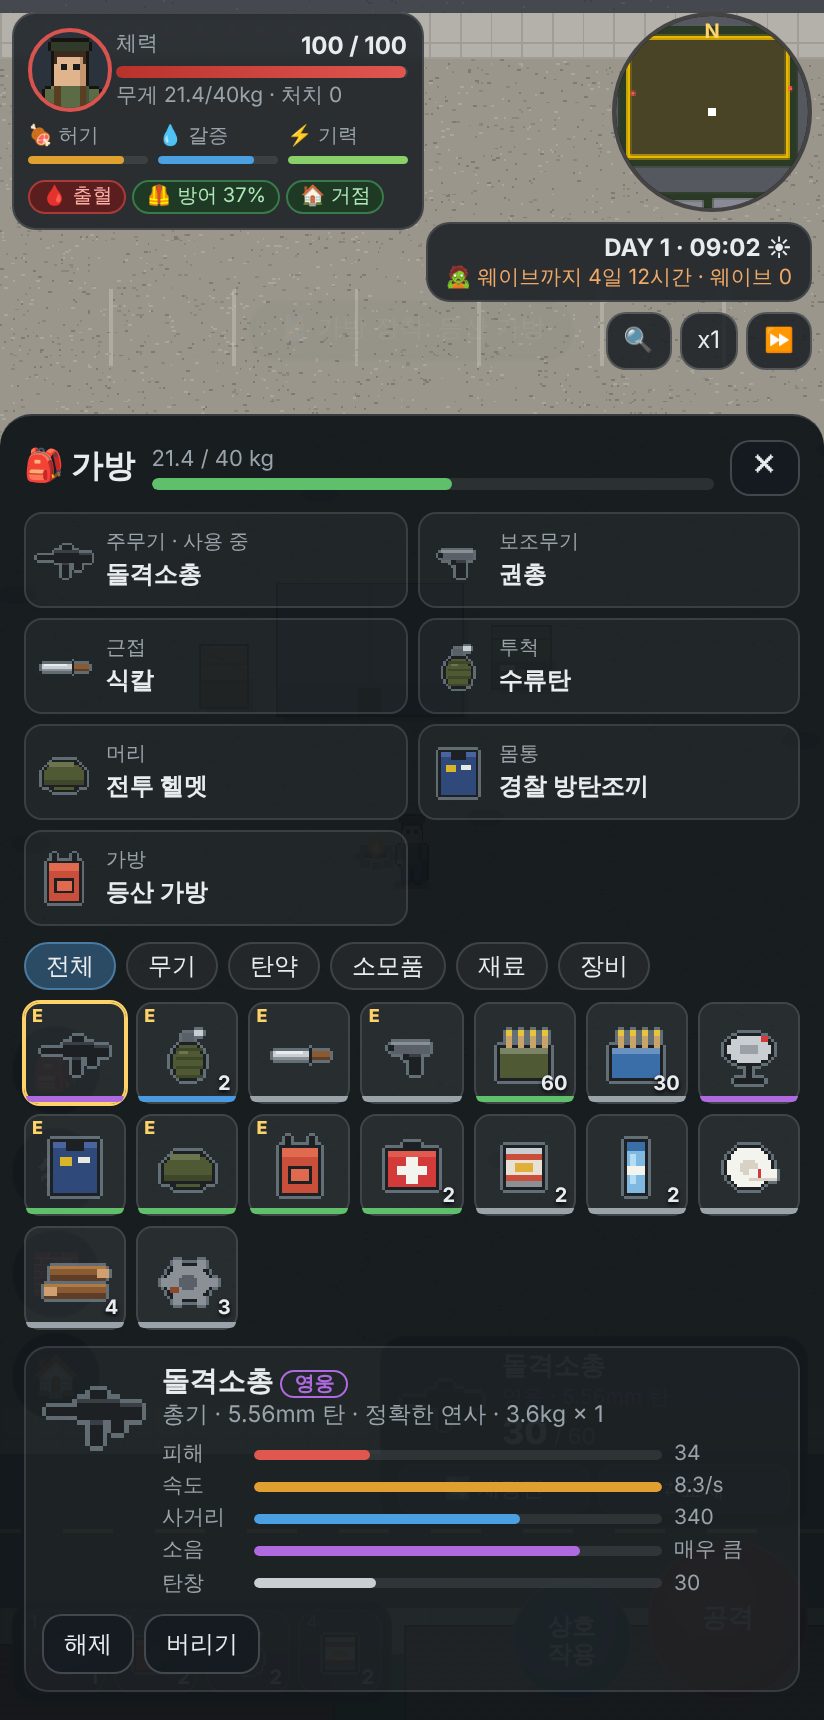 체력 100 / 100
무게 21.4/40kg · 처치 0
허기 갈증 기력
출혈 방어 37% 거점
N
DAY 1 · 09:02
웨이브까지 4일 12시간 · 웨이브 0
x1
가방 21.4 / 40 kg
주무기 · 사용 중
돌격소총
보조무기
권총
근접
식칼
투척
수류탄
머리
전투 헬멧
몸통
경찰 방탄조끼
가방
등산 가방
전체 무기 탄약 소모품 재료 장비
E E E E
2 60 30
E E E
2 2 2
4 3
돌격소총 영웅
총기 · 5.56mm 탄 · 정확한 연사 · 3.6kg × 1
피해 34
속도 8.3/s
사거리 340
소음 매우 큼
탄창 30
해제 버리기
상호
작용
공격